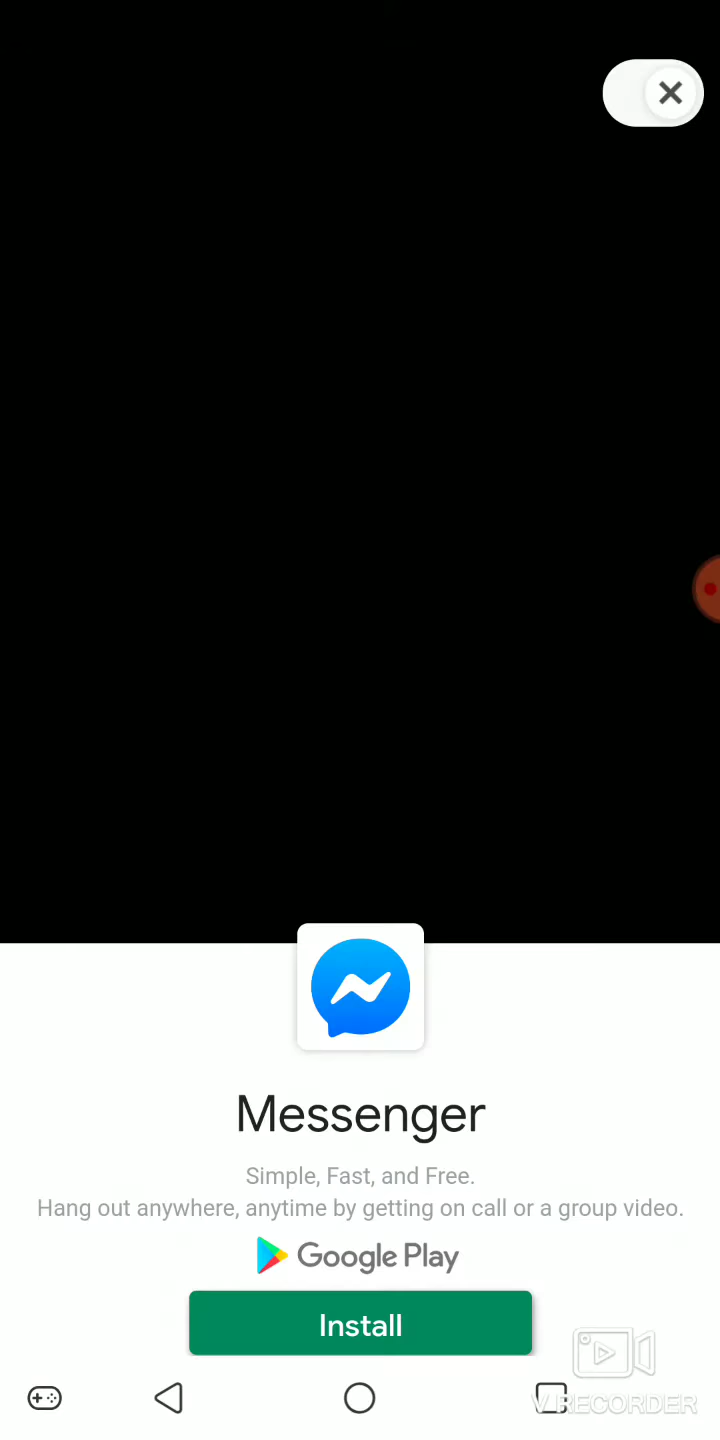 Messenger
Simple, Fast, and Free.
Hang out anywhere, anytime by getting on call or a group video.
Google Play
Install
V RECORDER